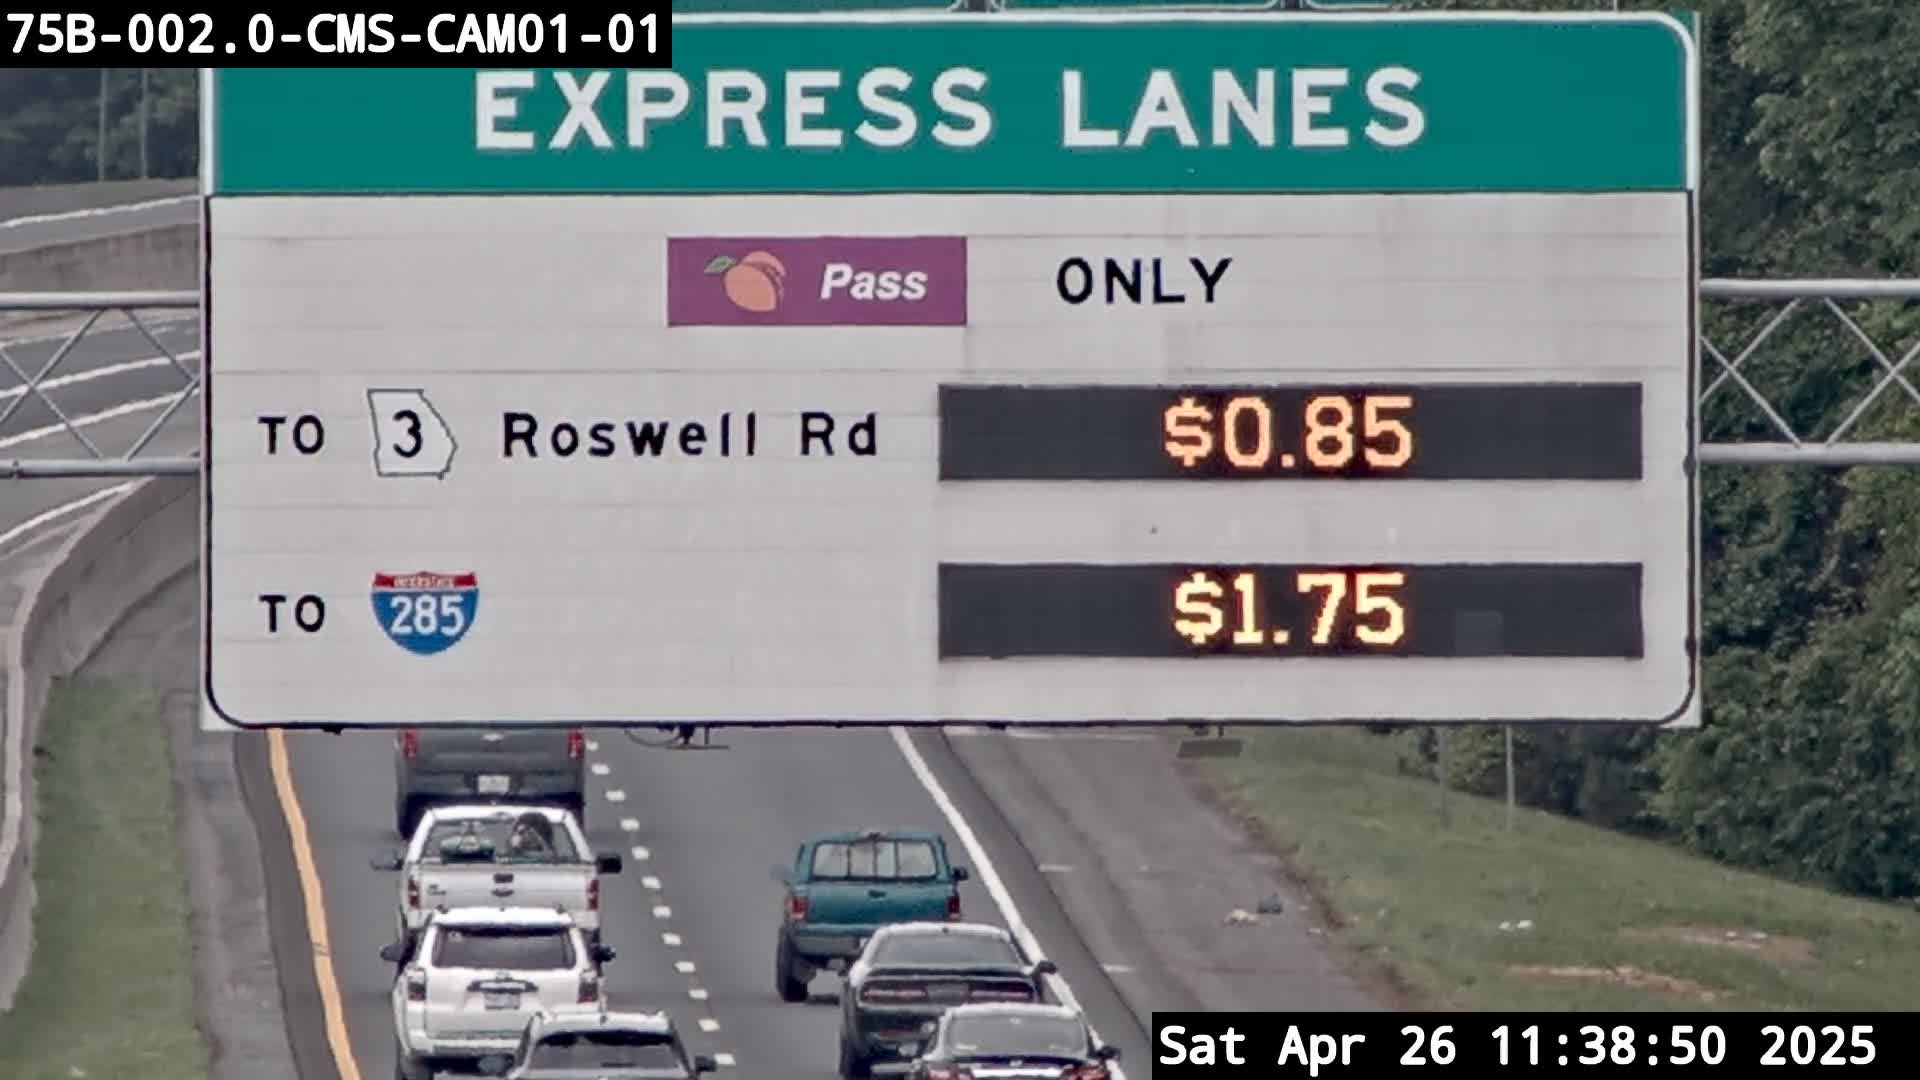 75B-002.0-CMS-CAM01-01
EXPRESS LANES
Pass ONLY
TO 3 Roswell Rd $0.85
INTERSTATE
TO 285 $1.75
Sat Apr 26 11:38:50 2025